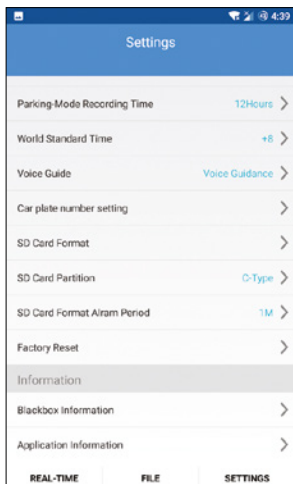 4:39
Settings
Parking-Mode Recording Time 12Hours
World Standard Time +8
Voice Guide Voice Guidance
Car plate number setting
SD Card Format
SD Card Partition C-Type
SD Card Format Alram Period 1M
Factory Reset
Information
Blackbox Information
Application Information
REAL-TIME FILE SETTINGS